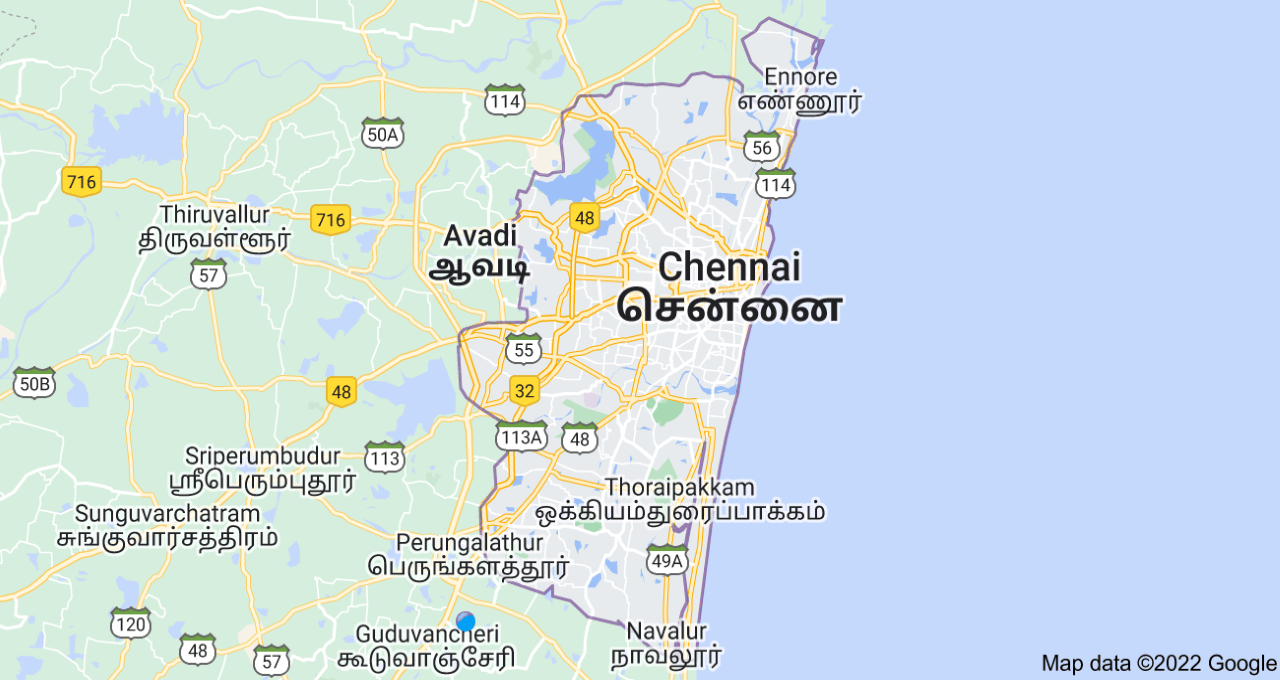 Ennore
எண்ணூர்
114
50A
56
716
114
Thiruvallur
திருவள்ளூர்
716
48
Avadi
ஆவடி
57
Chennai
சென்னை
55
50B
48
32
113A
48
113
Sriperumbudur
ஸ்ரீபெரும்புதூர்
Thoraipakkam
ஒக்கியம்துரைப்பாக்கம்
Sunguvarchatram
சுங்குவார்சத்திரம்
Perungalathur
பெருங்களத்தூர்
49A
120
Guduvancheri
கூடுவாஞ்சேரி
Navalur
நாவலூர்
48
57
Map data ©2022 Google